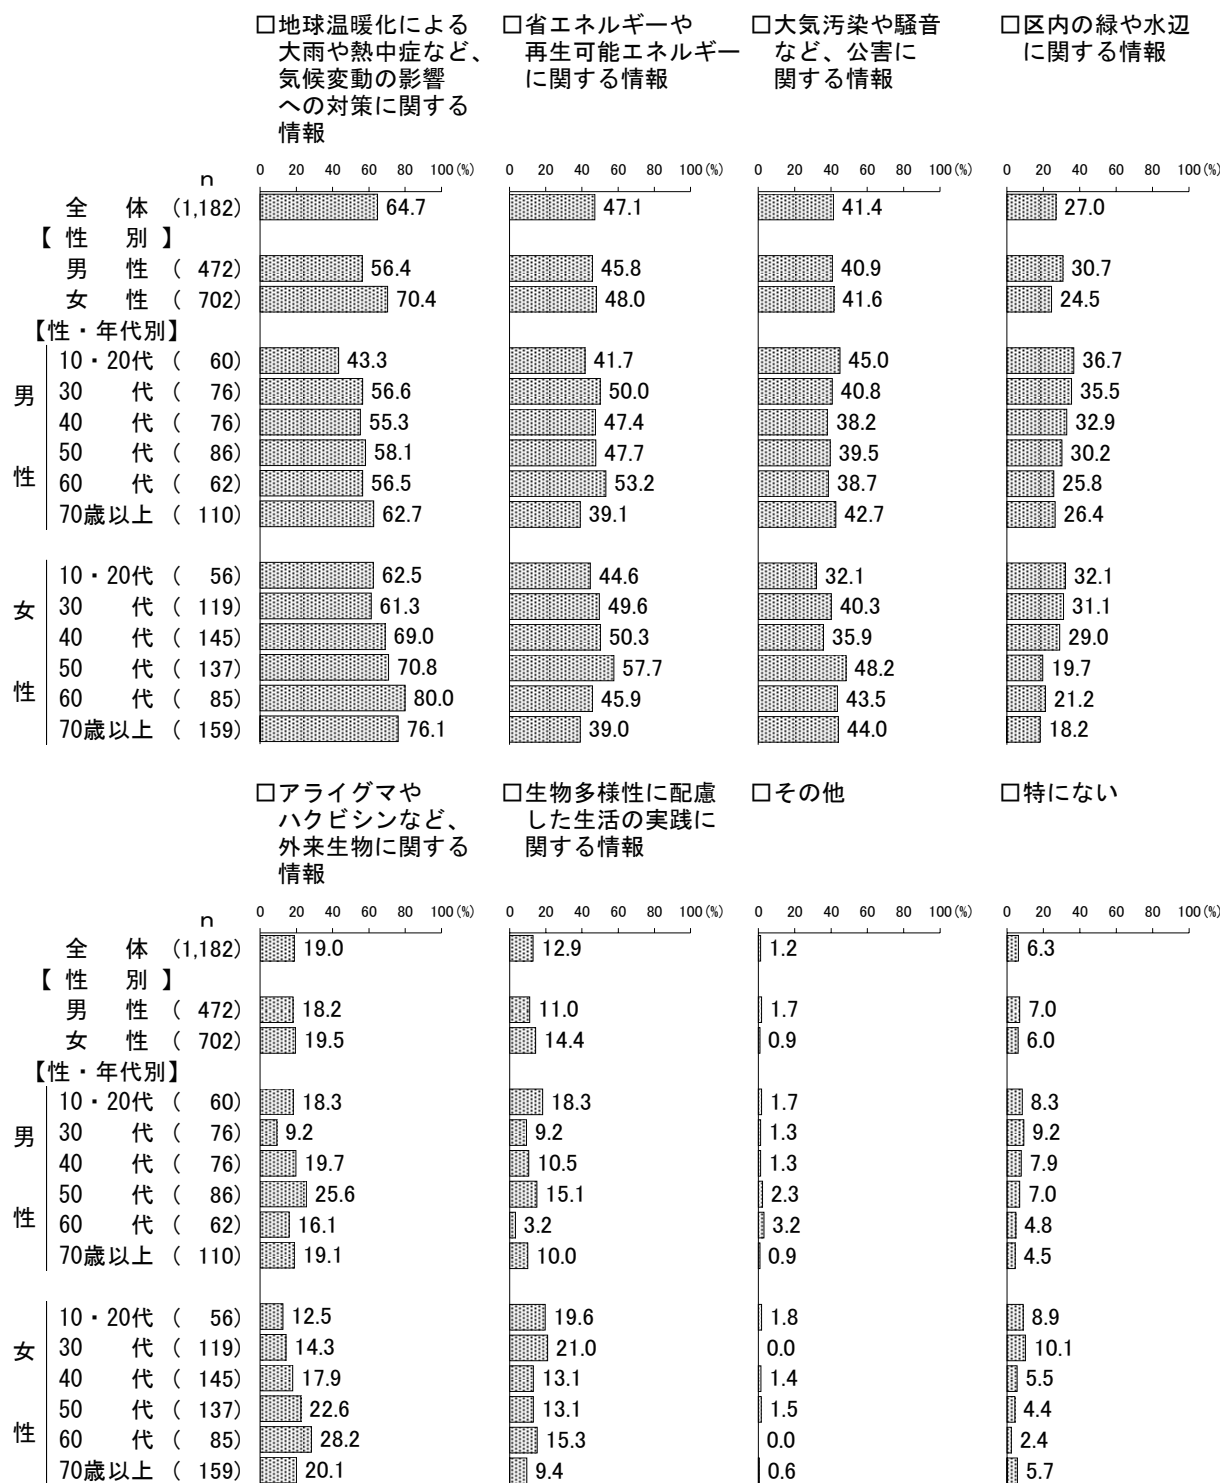 □地球温暖化による
大雨や熱中症など、
気候変動の影響
への対策に関する
情報
□省エネルギーや
再生可能エネルギー
に関する情報
□大気汚染や騒音
など、公害に
関する情報
□区内の緑や水辺
に関する情報
n 0 20 40 60 80 100(%) 0 20 40 60 80 100(%) 0 20 40 60 80 100(%) 0 20 40 60 80 100(%)
全 体 (1,182) 64.7 47.1 41.4 27.0
【 性 別 】
男 性 ( 472) 56.4 45.8 40.9 30.7
女 性 ( 702) 70.4 48.0 41.6 24.5
【性・年代別】
男性
10・20代 ( 60) 43.3 41.7 45.0 36.7
30 代 ( 76) 56.6 50.0 40.8 35.5
40 代 ( 76) 55.3 47.4 38.2 32.9
50 代 ( 86) 58.1 47.7 39.5 30.2
60 代 ( 62) 56.5 53.2 38.7 25.8
70歳以上 ( 110) 62.7 39.1 42.7 26.4
女性
10・20代 ( 56) 62.5 44.6 32.1 32.1
30 代 ( 119) 61.3 49.6 40.3 31.1
40 代 ( 145) 69.0 50.3 35.9 29.0
50 代 ( 137) 70.8 57.7 48.2 19.7
60 代 ( 85) 80.0 45.9 43.5 21.2
70歳以上 ( 159) 76.1 39.0 44.0 18.2
□アライグマや
ハクビシンなど、
外来生物に関する
情報
□生物多様性に配慮
した生活の実践に
関する情報
□その他
□特にない
n 0 20 40 60 80 100(%) 0 20 40 60 80 100(%) 0 20 40 60 80 100(%) 0 20 40 60 80 100(%)
全 体 (1,182) 19.0 12.9 1.2 6.3
【 性 別 】
男 性 ( 472) 18.2 11.0 1.7 7.0
女 性 ( 702) 19.5 14.4 0.9 6.0
【性・年代別】
男性
10・20代 ( 60) 18.3 18.3 1.7 8.3
30 代 ( 76) 9.2 9.2 1.3 9.2
40 代 ( 76) 19.7 10.5 1.3 7.9
50 代 ( 86) 25.6 15.1 2.3 7.0
60 代 ( 62) 16.1 3.2 3.2 4.8
70歳以上 ( 110) 19.1 10.0 0.9 4.5
女性
10・20代 ( 56) 12.5 19.6 1.8 8.9
30 代 ( 119) 14.3 21.0 0.0 10.1
40 代 ( 145) 17.9 13.1 1.4 5.5
50 代 ( 137) 22.6 13.1 1.5 4.4
60 代 ( 85) 28.2 15.3 0.0 2.4
70歳以上 ( 159) 20.1 9.4 0.6 5.7